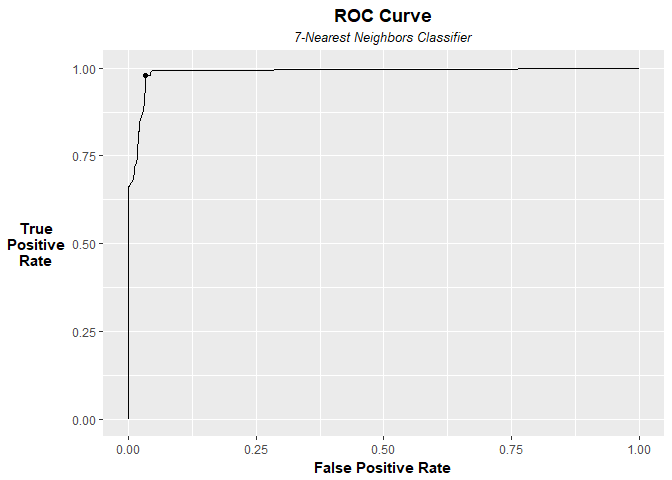 ROC Curve
7-Nearest Neighbors Classifier
1.00
0.75
0.50
0.25
0.00
True
Positive
Rate
0.00 0.25 0.50 0.75 1.00
False Positive Rate